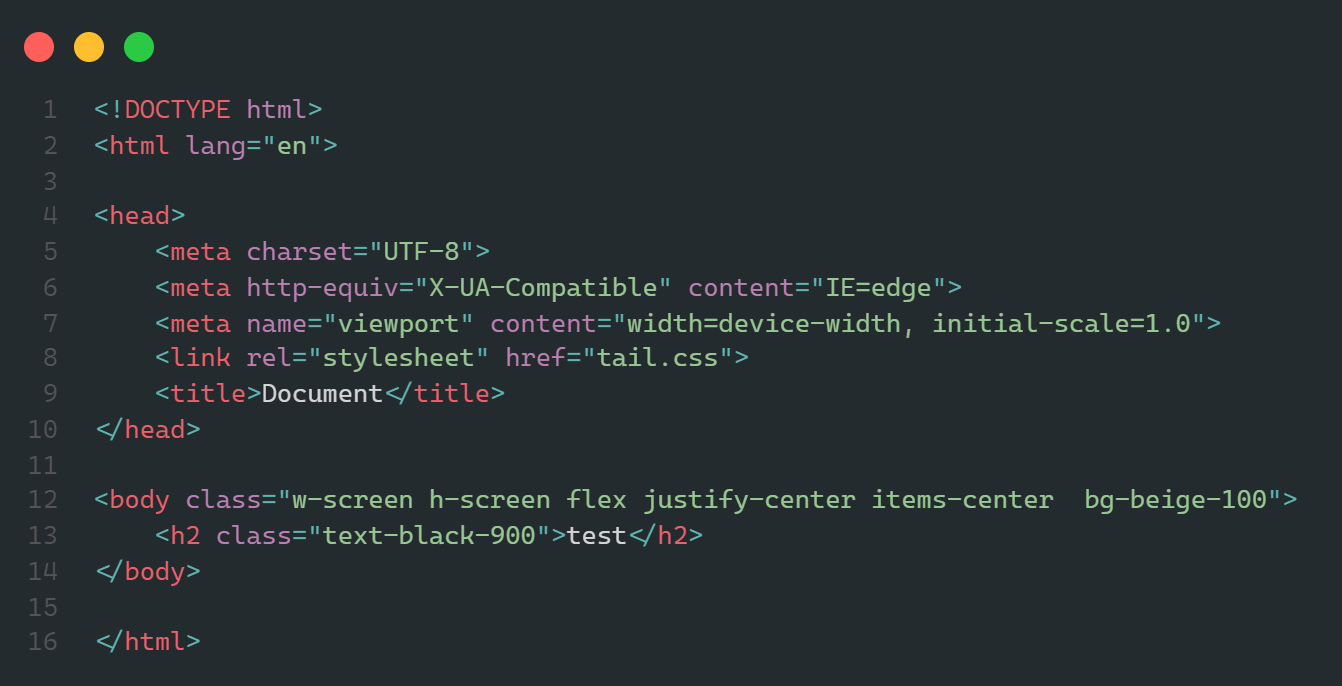 1 <!DOCTYPE html>
2 <html lang="en">
3
4 <head>
5     <meta charset="UTF-8">
6     <meta http-equiv="X-UA-Compatible" content="IE=edge">
7     <meta name="viewport" content="width=device-width, initial-scale=1.0">
8     <link rel="stylesheet" href="tail.css">
9     <title>Document</title>
10 </head>
11
12 <body class="w-screen h-screen flex justify-center items-center  bg-beige-100">
13     <h2 class="text-black-900">test</h2>
14 </body>
15
16 </html>